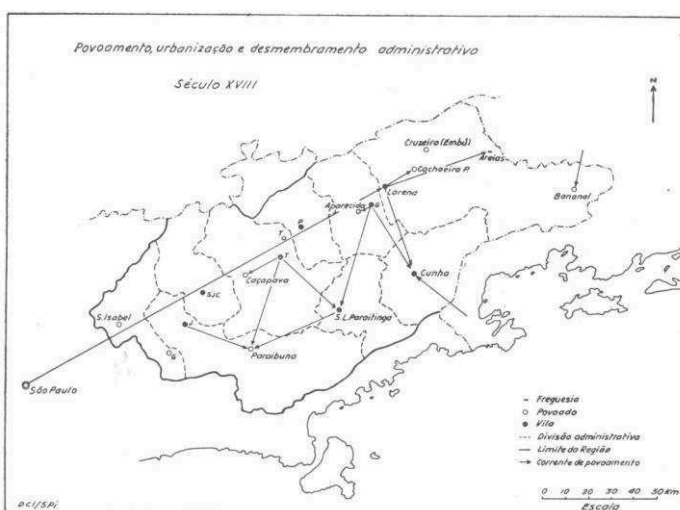 Povoamento, urbanização e desmembramento administrativo
Século XVIII
N
Cruzeiro (Embú)
Areias
Cachoeira P.
Lorena
Bananal
Aparecida
G
P
T
T
Cunha
Caçapava
SJC
S.L.Paraitinga
S. Isabel
J
G
Paraibuna
São Paulo
Freguesia
Povoado
Vila
Divisão administrativa
Limite da Região
Corrente de povoamento
0 10 20 30 40 50Km
Escala
DCI/S.Pi